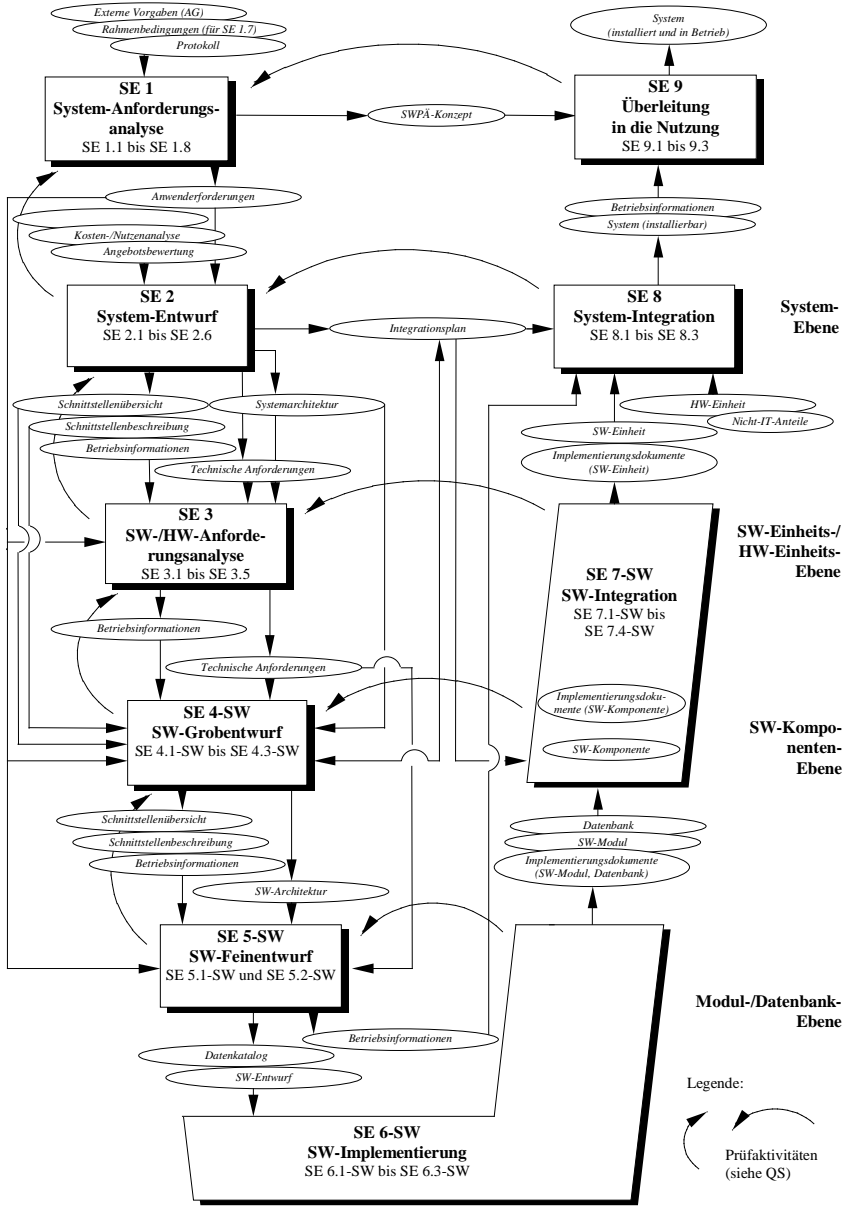 Externe Vorgaben (AG)
Rahmenbedingungen (für SE 1.7)
Protokoll
System
(installiert und in Betrieb)
SE 1
System-Anforderungs-
analyse
SE 1.1 bis SE 1.8
SWPÄ-Konzept
SE 9
Überleitung
in die Nutzung
SE 9.1 bis 9.3
Anwenderforderungen
Kosten-/Nutzenanalyse
Angebotsbewertung
Betriebsinformationen
System (installierbar)
SE 2
System-Entwurf
SE 2.1 bis SE 2.6
Integrationsplan
SE 8
System-Integration
SE 8.1 bis SE 8.3
System-
Ebene
Schnittstellenübersicht
Systemarchitektur
Schnittstellenbeschreibung
Betriebsinformationen
Technische Anforderungen
HW-Einheit
Nicht-IT-Anteile
SW-Einheit
Implementierungsdokumente
(SW-Einheit)
SE 3
SW-/HW-Anforde-
rungsanalyse
SE 3.1 bis SE 3.5
SW-Einheits-/
HW-Einheits-
Ebene
SE 7-SW
SW-Integration
SE 7.1-SW bis
SE 7.4-SW
Betriebsinformationen
Technische Anforderungen
Implementierungsdoku-
mente (SW-Komponente)
SW-Komponente
SE 4-SW
SW-Grobentwurf
SE 4.1-SW bis SE 4.3-SW
SW-Kompo-
nenten-
Ebene
Schnittstellenübersicht
Schnittstellenbeschreibung
Betriebsinformationen
SW-Architektur
Datenbank
SW-Modul
Implementierungsdokumente
(SW-Modul, Datenbank)
SE 5-SW
SW-Feinentwurf
SE 5.1-SW und SE 5.2-SW
Modul-/Datenbank-
Ebene
Betriebsinformationen
Datenkatalog
SW-Entwurf
SE 6-SW
SW-Implementierung
SE 6.1-SW bis SE 6.3-SW
Legende:
Prüfaktivitäten
(siehe QS)